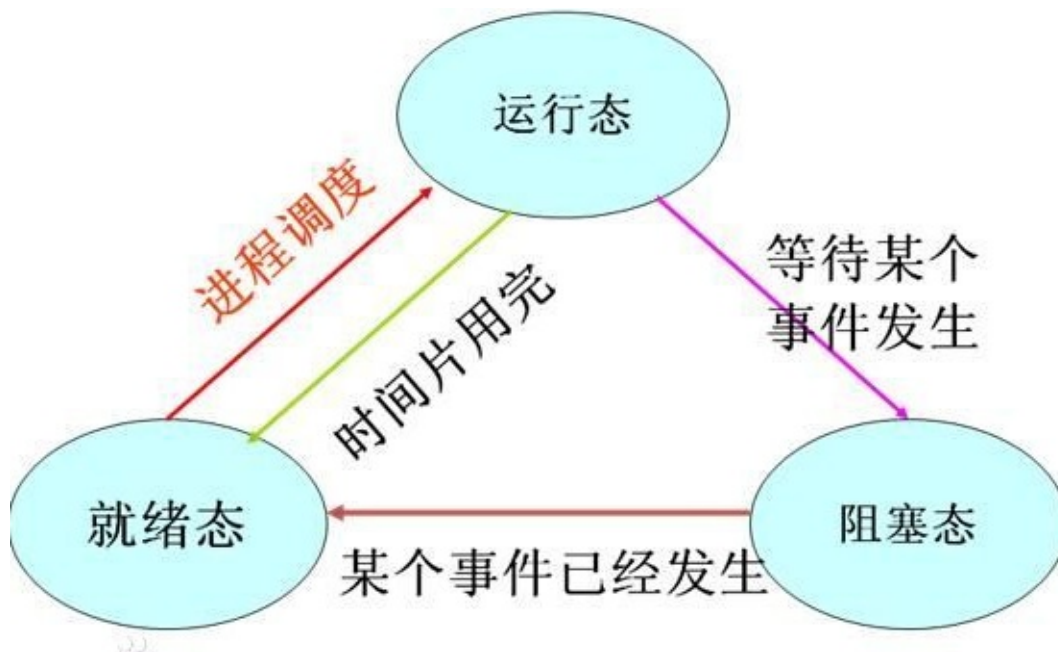 运行态
进程调度
时间片用完
等待某个
事件发生
就绪态
阻塞态
某个事件已经发生